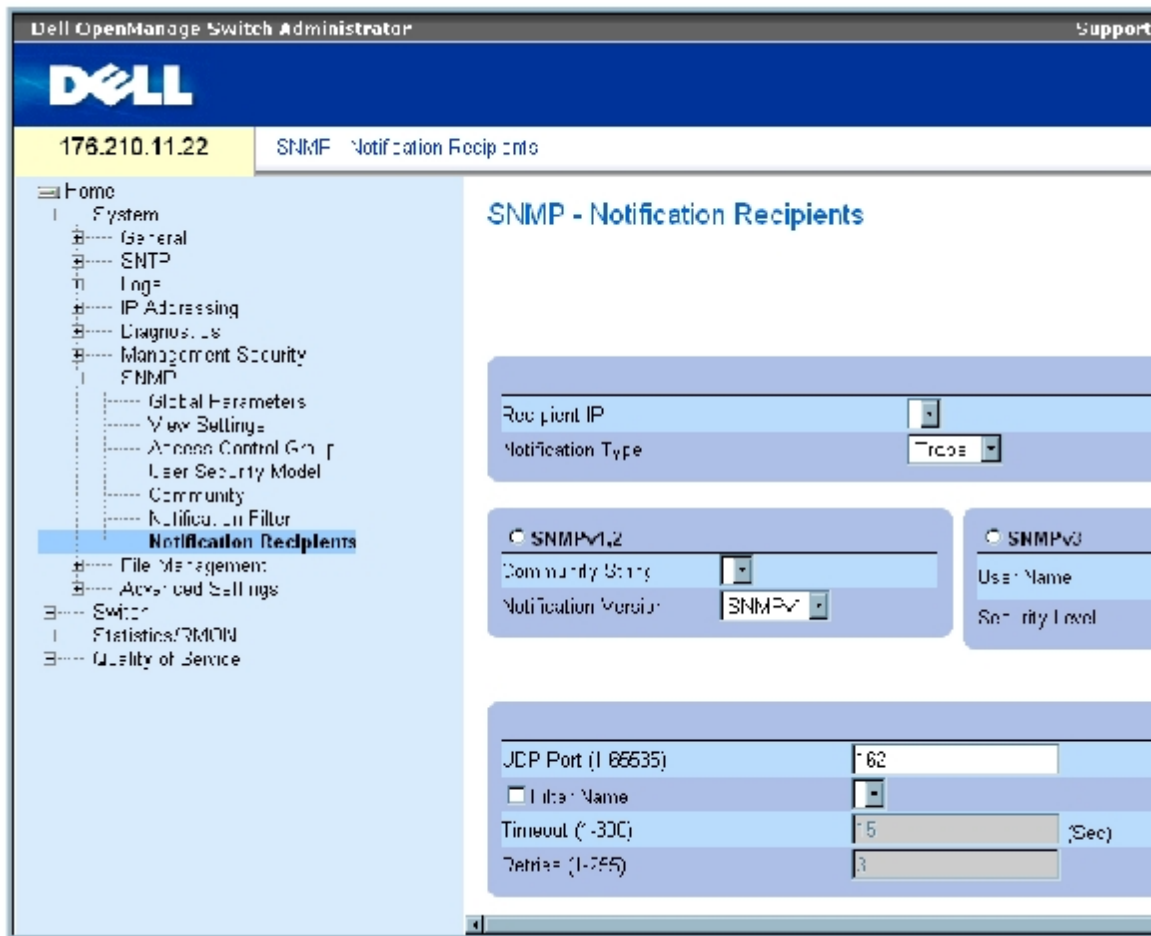 Dell OpenManage Switch Administrator
Support
DELL
176.210.11.22
SNMP Notification Recipients
Home
System
General
SNTP
Logs
IP Addressing
Diagnostics
Management Security
SNMP
Global Parameters
View Settings
Access Control Group
User Security Model
Community
Notification Filter
Notification Recipients
File Management
Advanced Settings
Switch
Statistics/RMON
Quality of Service
SNMP - Notification Recipients
Recipient IP
Notification Type
Traps
SNMPv1,2
Community String
Notification Version
SNMPv1
SNMPv3
User Name
Security Level
UDP Port (1-65535)
162
Filter Name
Timeout (1-300)
15
(Sec)
Retries (1-255)
3